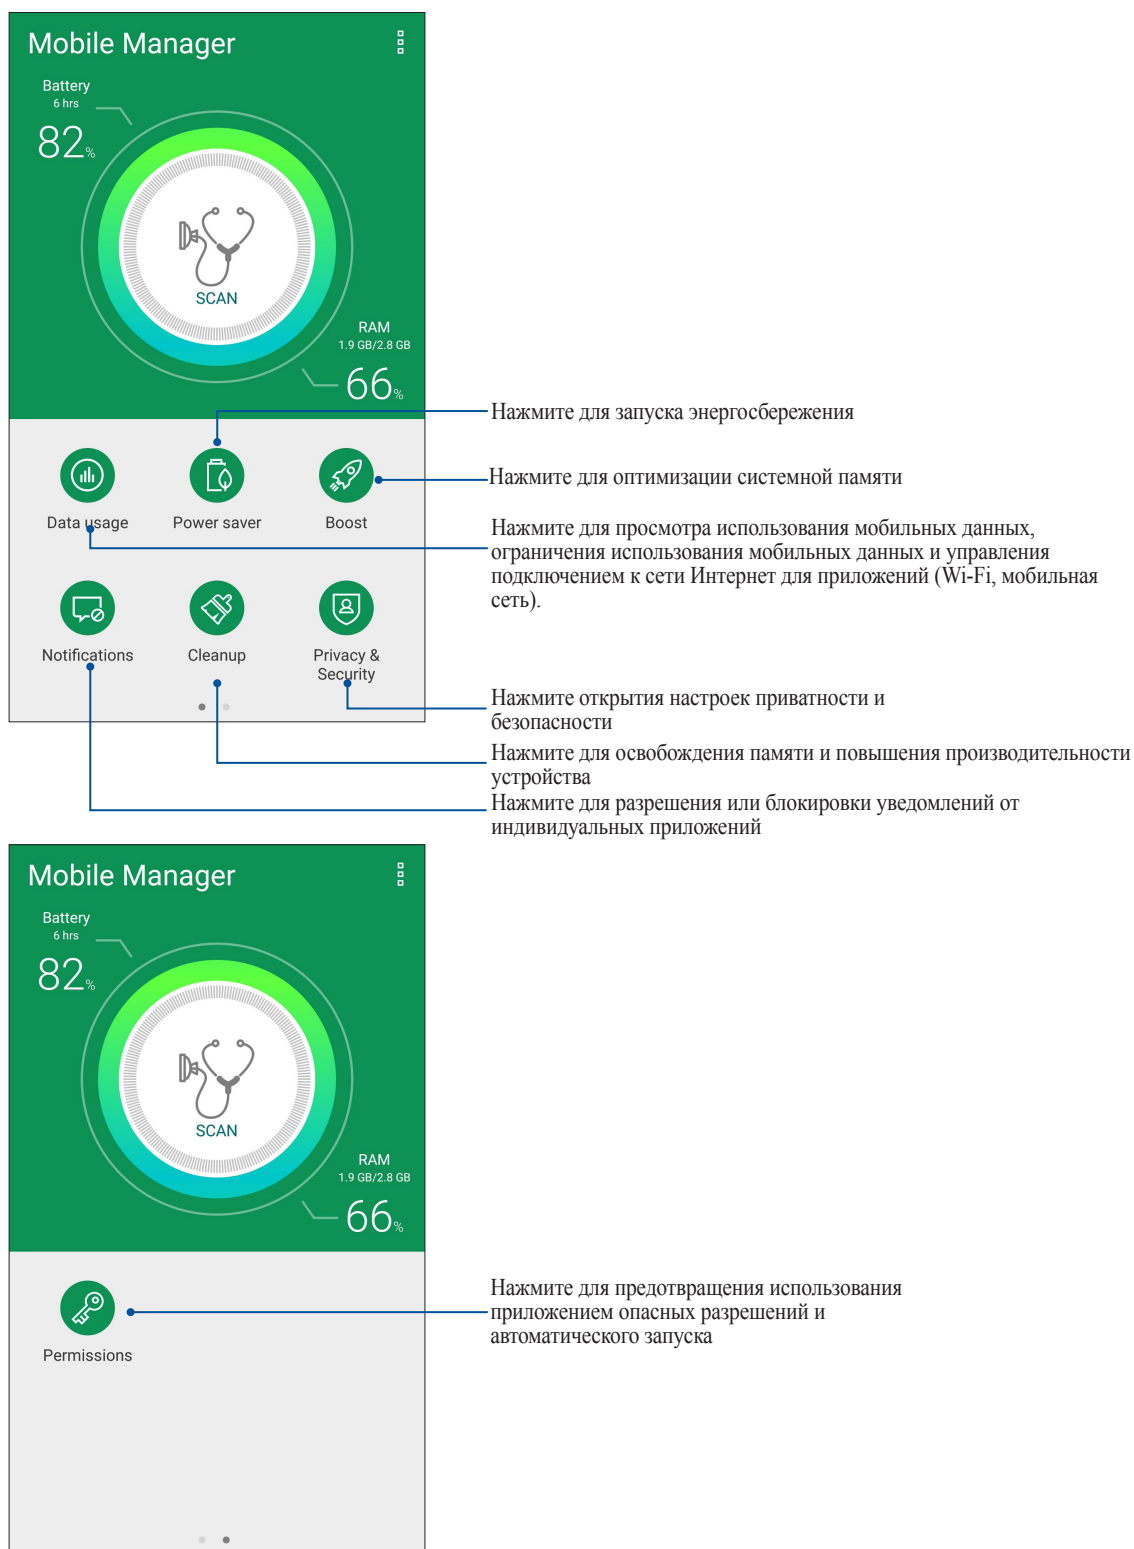 Mobile Manager
Battery
6 hrs
82%
SCAN
RAM
1.9 GB/2.8 GB
66%
Нажмите для запуска энергосбережения
Нажмите для оптимизации системной памяти
Data usage
Power saver
Boost
Нажмите для просмотра использования мобильных данных,
ограничения использования мобильных данных и управления
подключением к сети Интернет для приложений (Wi-Fi, мобильная
сеть).
Notifications
Cleanup
Privacy &
Security
Нажмите открытия настроек приватности и
безопасности
Нажмите для освобождения памяти и повышения производительности
устройства
Нажмите для разрешения или блокировки уведомлений от
индивидуальных приложений
Mobile Manager
Battery
6 hrs
82%
SCAN
RAM
1.9 GB/2.8 GB
66%
Нажмите для предотвращения использования
приложением опасных разрешений и
автоматического запуска
Permissions